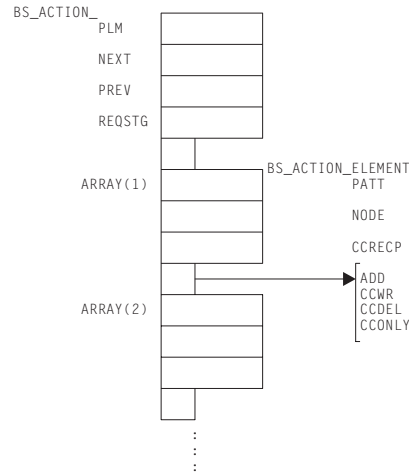 BS_ACTION_
PLM
NEXT
PREV
REQSTG
BS_ACTION_ELEMENT
ARRAY(1)
PATT
NODE
CCRECP
ADD
CCWR
CCDEL
CCONLY
ARRAY(2)